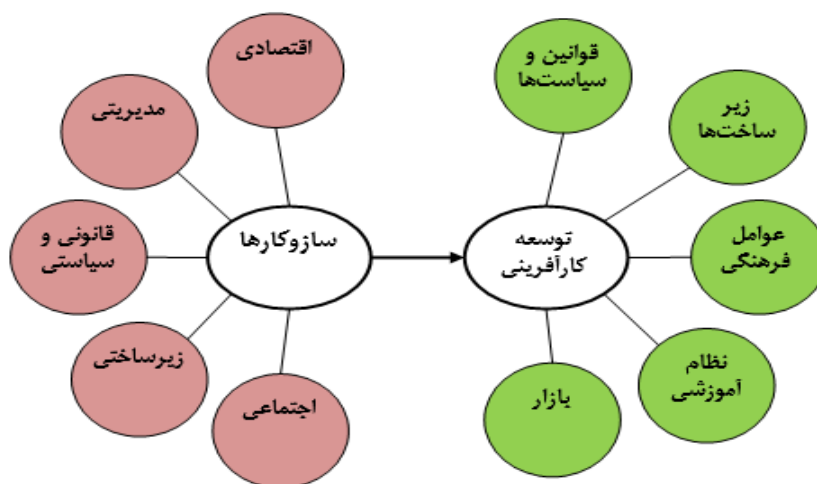 اقتصادی
مدیریتی
قانونی و
سیاستی
زیرساختی
اجتماعی
سازوکارها
توسعه
کارآفرینی
قوانین و
سیاست‌ها
زیر
ساخت‌ها
عوامل
فرهنگی
نظام
آموزشی
بازار